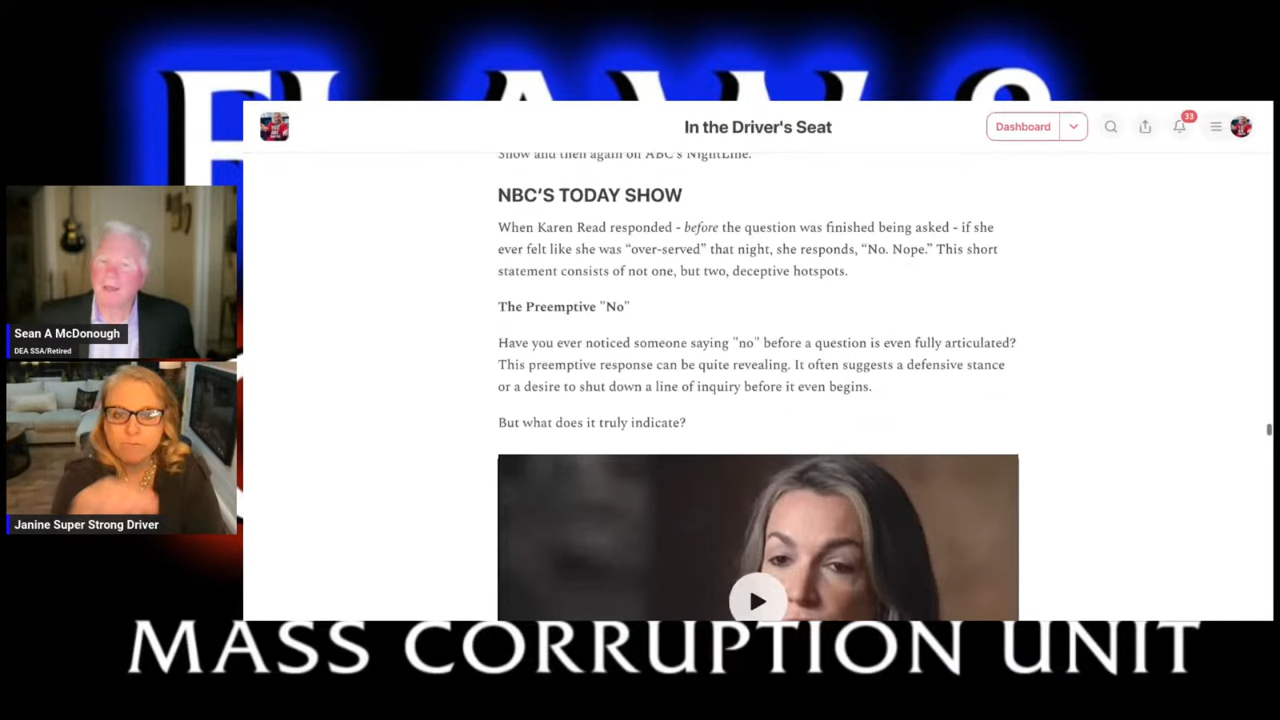 In the Driver's Seat
Dashboard
33
Show and then again on ABC's NightLine.
NBC'S TODAY SHOW
When Karen Read responded - before the question was finished being asked - if she
ever felt like she was “over-served” that night, she responds, “No. Nope.” This short
statement consists of not one, but two, deceptive hotspots.
The Preemptive "No"
Have you ever noticed someone saying "no" before a question is even fully articulated?
This preemptive response can be quite revealing. It often suggests a defensive stance
or a desire to shut down a line of inquiry before it even begins.
But what does it truly indicate?
Sean A McDonough
DEA SSA/Retired
Janine Super Strong Driver
MASS CORRUPTION UNIT